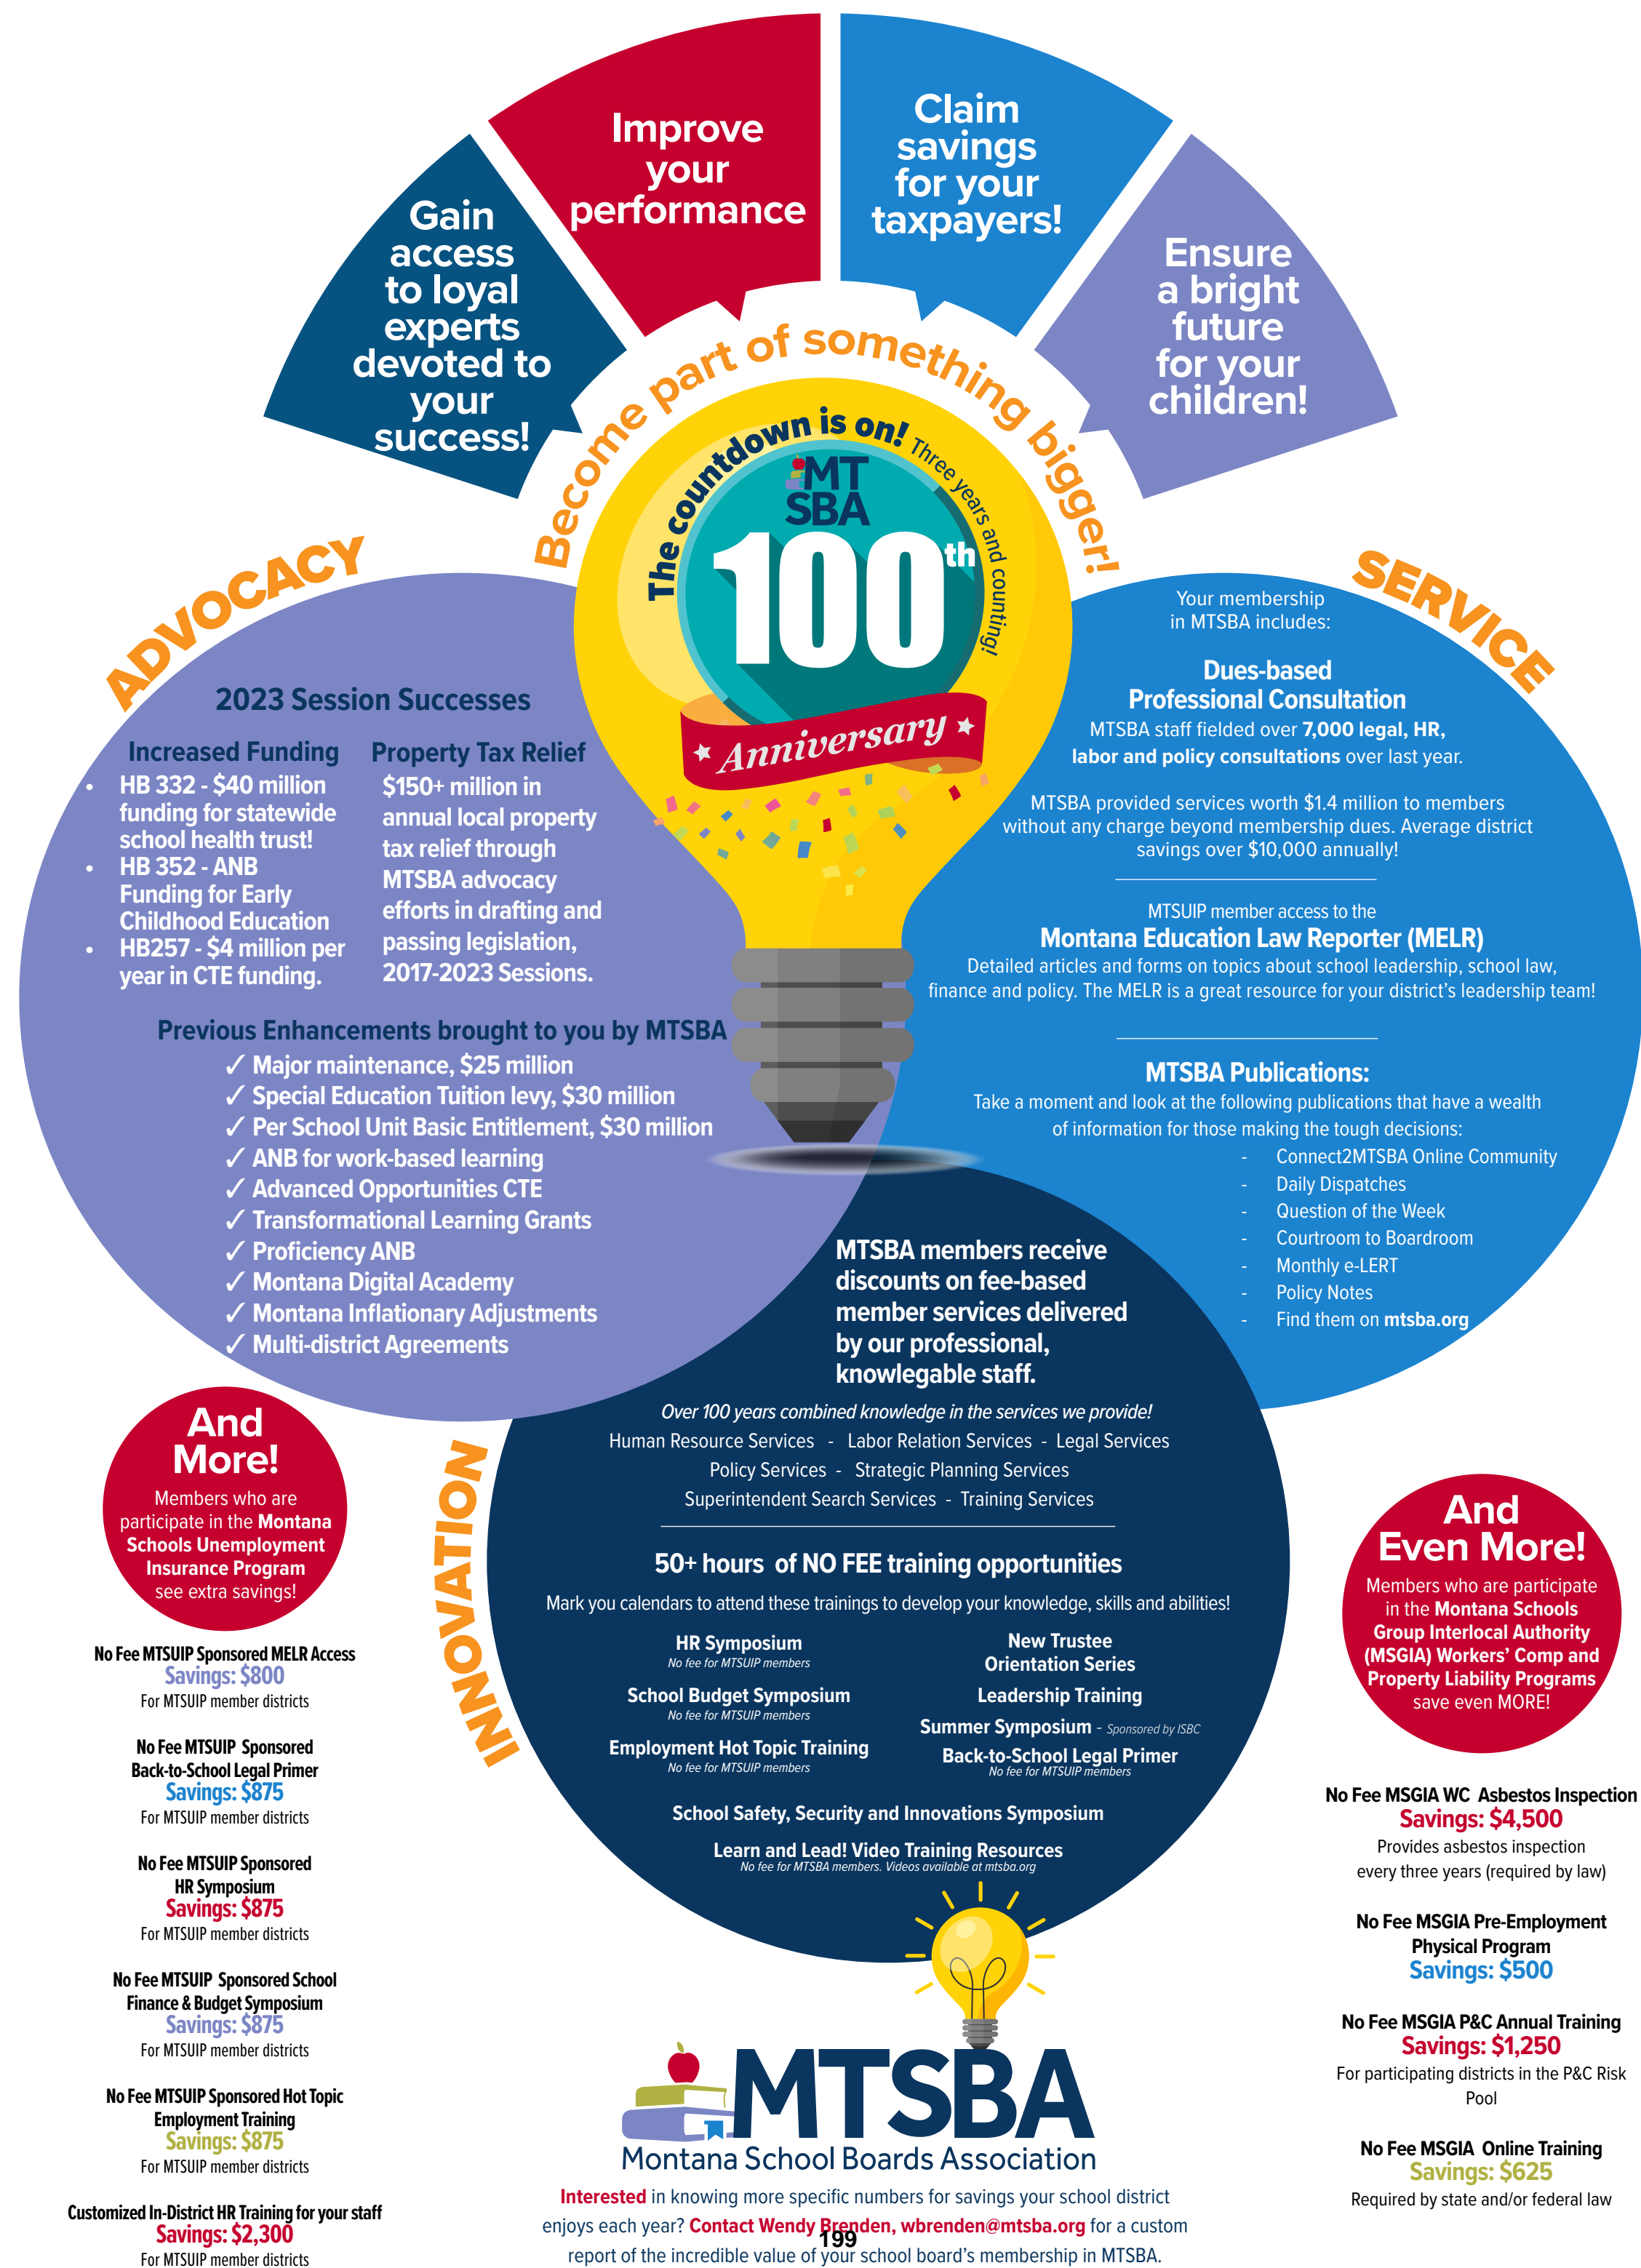 Gain
access
to loyal
experts
devoted to
your
success!
Improve
your
performance
Claim
savings
for your
taxpayers!
Ensure
a bright
future
for your
children!
Become part of something bigger!
The countdown is on! Three years and counting!
MT
SBA
100th
Anniversary
ADVOCACY
2023 Session Successes
Increased Funding
• HB 332 - $40 million
funding for statewide
school health trust!
• HB 352 - ANB
Funding for Early
Childhood Education
• HB257 - $4 million per
year in CTE funding.
Property Tax Relief
$150+ million in
annual local property
tax relief through
MTSBA advocacy
efforts in drafting and
passing legislation,
2017-2023 Sessions.
Previous Enhancements brought to you by MTSBA
✓ Major maintenance, $25 million
✓ Special Education Tuition levy, $30 million
✓ Per School Unit Basic Entitlement, $30 million
✓ ANB for work-based learning
✓ Advanced Opportunities CTE
✓ Transformational Learning Grants
✓ Proficiency ANB
✓ Montana Digital Academy
✓ Montana Inflationary Adjustments
✓ Multi-district Agreements
SERVICE
Your membership
in MTSBA includes:
Dues-based
Professional Consultation
MTSBA staff fielded over 7,000 legal, HR,
labor and policy consultations over last year.
MTSBA provided services worth $1.4 million to members
without any charge beyond membership dues. Average district
savings over $10,000 annually!
MTSUIP member access to the
Montana Education Law Reporter (MELR)
Detailed articles and forms on topics about school leadership, school law,
finance and policy. The MELR is a great resource for your district's leadership team!
MTSBA Publications:
Take a moment and look at the following publications that have a wealth
of information for those making the tough decisions:
- Connect2MTSBA Online Community
- Daily Dispatches
- Question of the Week
- Courtroom to Boardroom
- Monthly e-LERT
- Policy Notes
- Find them on mtsba.org
INNOVATION
MTSBA members receive
discounts on fee-based
member services delivered
by our professional,
knowlegable staff.
Over 100 years combined knowledge in the services we provide!
Human Resource Services - Labor Relation Services - Legal Services
Policy Services - Strategic Planning Services
Superintendent Search Services - Training Services
50+ hours of NO FEE training opportunities
Mark you calendars to attend these trainings to develop your knowledge, skills and abilities!
HR Symposium
No fee for MTSUIP members
School Budget Symposium
No fee for MTSUIP members
Employment Hot Topic Training
No fee for MTSUIP members
New Trustee
Orientation Series
Leadership Training
Summer Symposium - Sponsored by ISBC
Back-to-School Legal Primer
No fee for MTSUIP members
School Safety, Security and Innovations Symposium
Learn and Lead! Video Training Resources
No fee for MTSBA members. Videos available at mtsba.org
And
More!
Members who are
participate in the Montana
Schools Unemployment
Insurance Program
see extra savings!
No Fee MTSUIP Sponsored MELR Access
Savings: $800
For MTSUIP member districts
No Fee MTSUIP Sponsored
Back-to-School Legal Primer
Savings: $875
For MTSUIP member districts
No Fee MTSUIP Sponsored
HR Symposium
Savings: $875
For MTSUIP member districts
No Fee MTSUIP Sponsored School
Finance & Budget Symposium
Savings: $875
For MTSUIP member districts
No Fee MTSUIP Sponsored Hot Topic
Employment Training
Savings: $875
For MTSUIP member districts
Customized In-District HR Training for your staff
Savings: $2,300
For MTSUIP member districts
And
Even More!
Members who are participate
in the Montana Schools
Group Interlocal Authority
(MSGIA) Workers' Comp and
Property Liability Programs
save even MORE!
No Fee MSGIA WC Asbestos Inspection
Savings: $4,500
Provides asbestos inspection
every three years (required by law)
No Fee MSGIA Pre-Employment
Physical Program
Savings: $500
No Fee MSGIA P&C Annual Training
Savings: $1,250
For participating districts in the P&C Risk
Pool
No Fee MSGIA Online Training
Savings: $625
Required by state and/or federal law
MTSBA
Montana School Boards Association
Interested in knowing more specific numbers for savings your school district
enjoys each year? Contact Wendy Brenden, wbrenden@mtsba.org for a custom
report of the incredible value of your school board's membership in MTSBA.
199